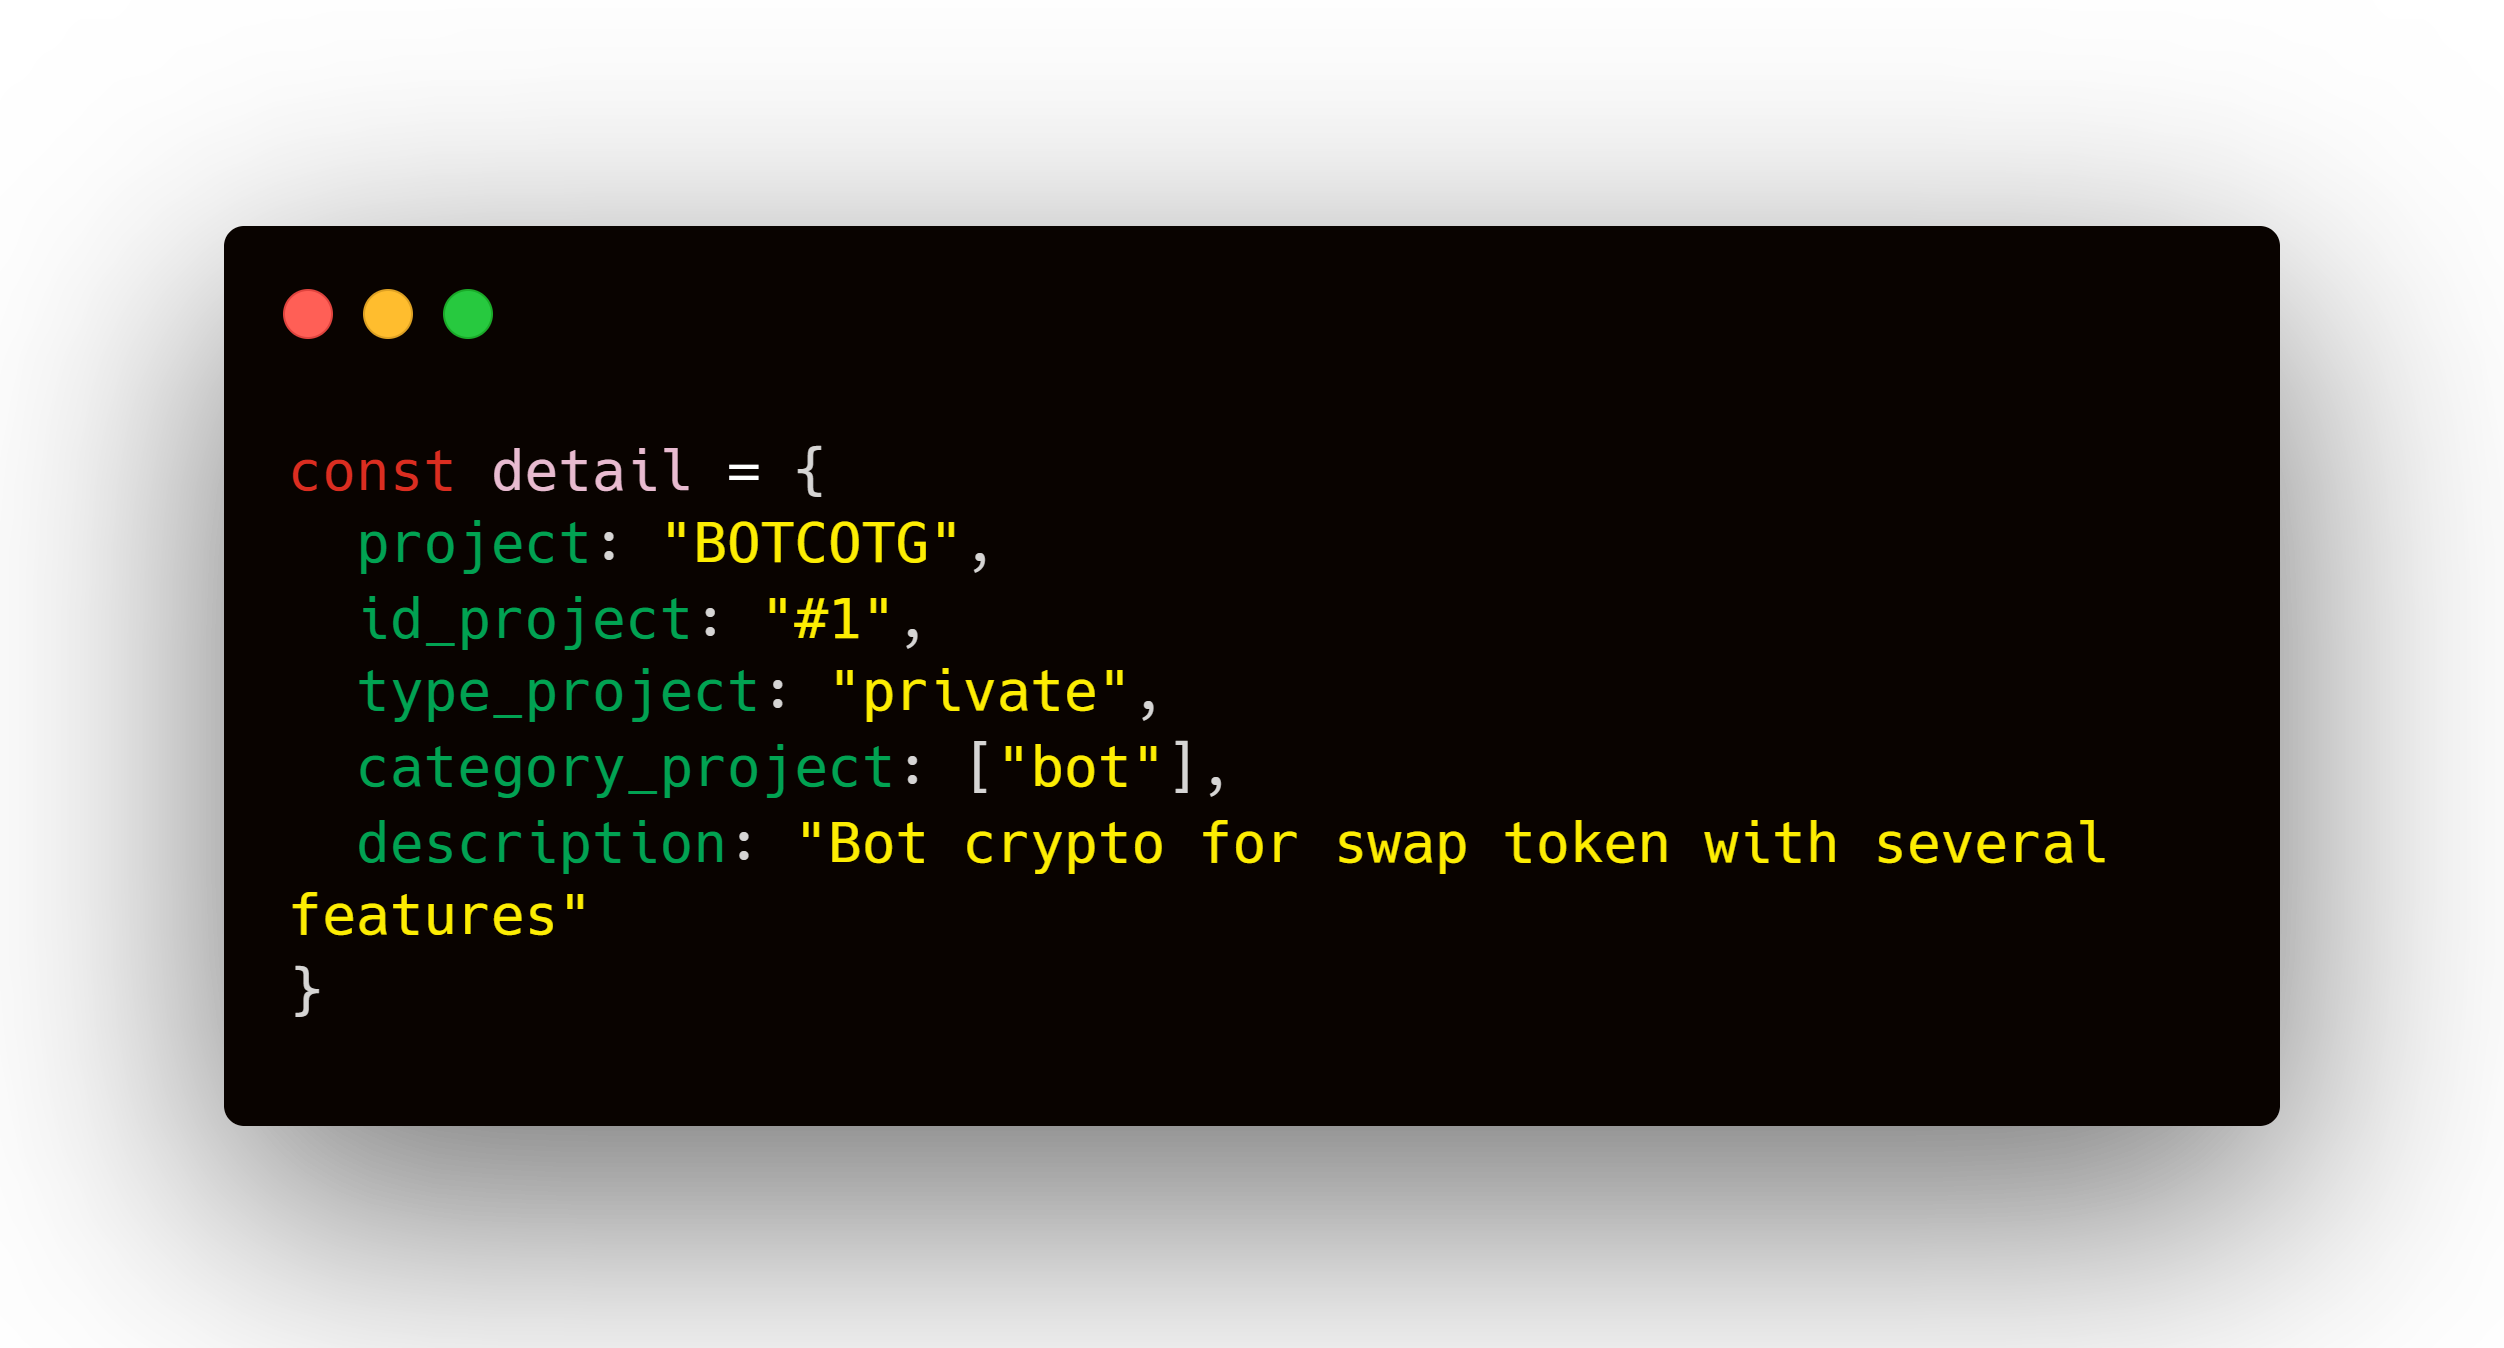 const detail = {
  project: "BOTCOTG",
  id_project: "#1",
  type_project: "private",
  category_project: ["bot"],
  description: "Bot crypto for swap token with several
features"
}